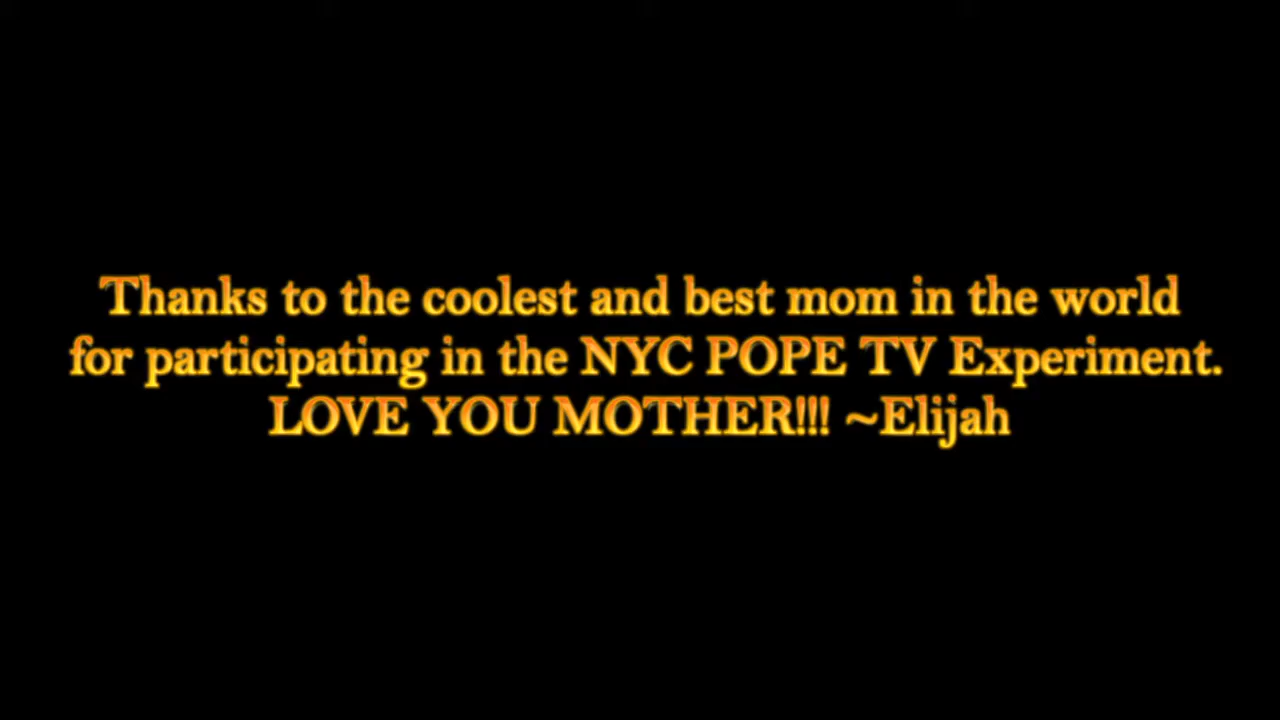 Thanks to the coolest and best mom in the world
for participating in the NYC POPE TV Experiment.
LOVE YOU MOTHER!!! ~Elijah